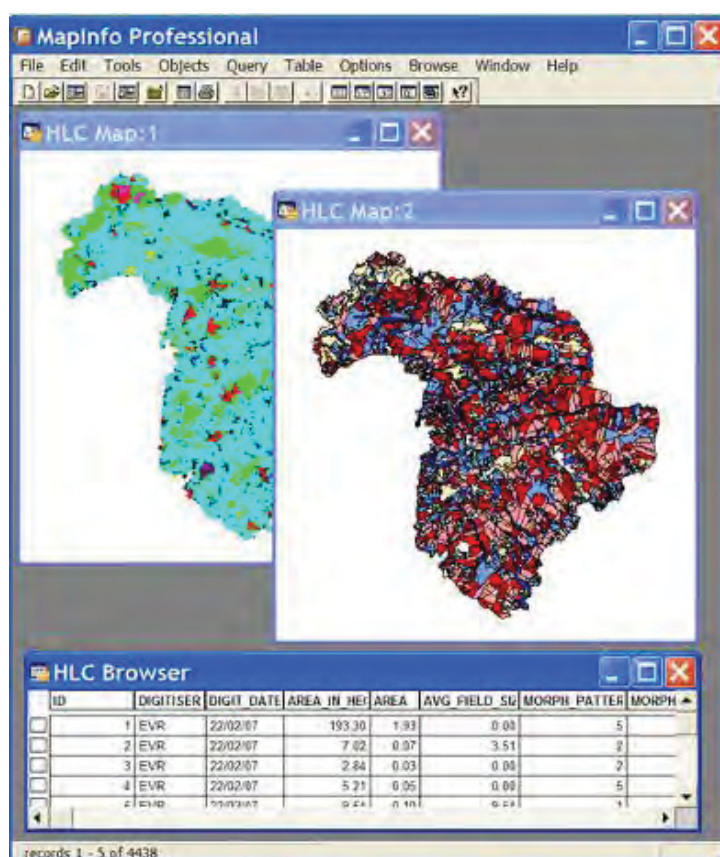 MapInfo Professional
File Edit Tools Objects Query Table Options Browse Window Help
HLC Map:1
HLC Map:2
HLC Browser
ID DIGITISER DIGIT_DATE AREA_IN_HE AREA AVG_FIELD_SI MORPH_PATTER MORPH
1 EVR 22/02/07 193.30 1.93 0.00 5
2 EVR 22/02/07 7.02 0.07 3.51 2
3 EVR 22/02/07 2.84 0.03 0.00 2
4 EVR 22/02/07 5.21 0.05 0.00 5
EVR 22/02/07
records 1 - 5 of 4438